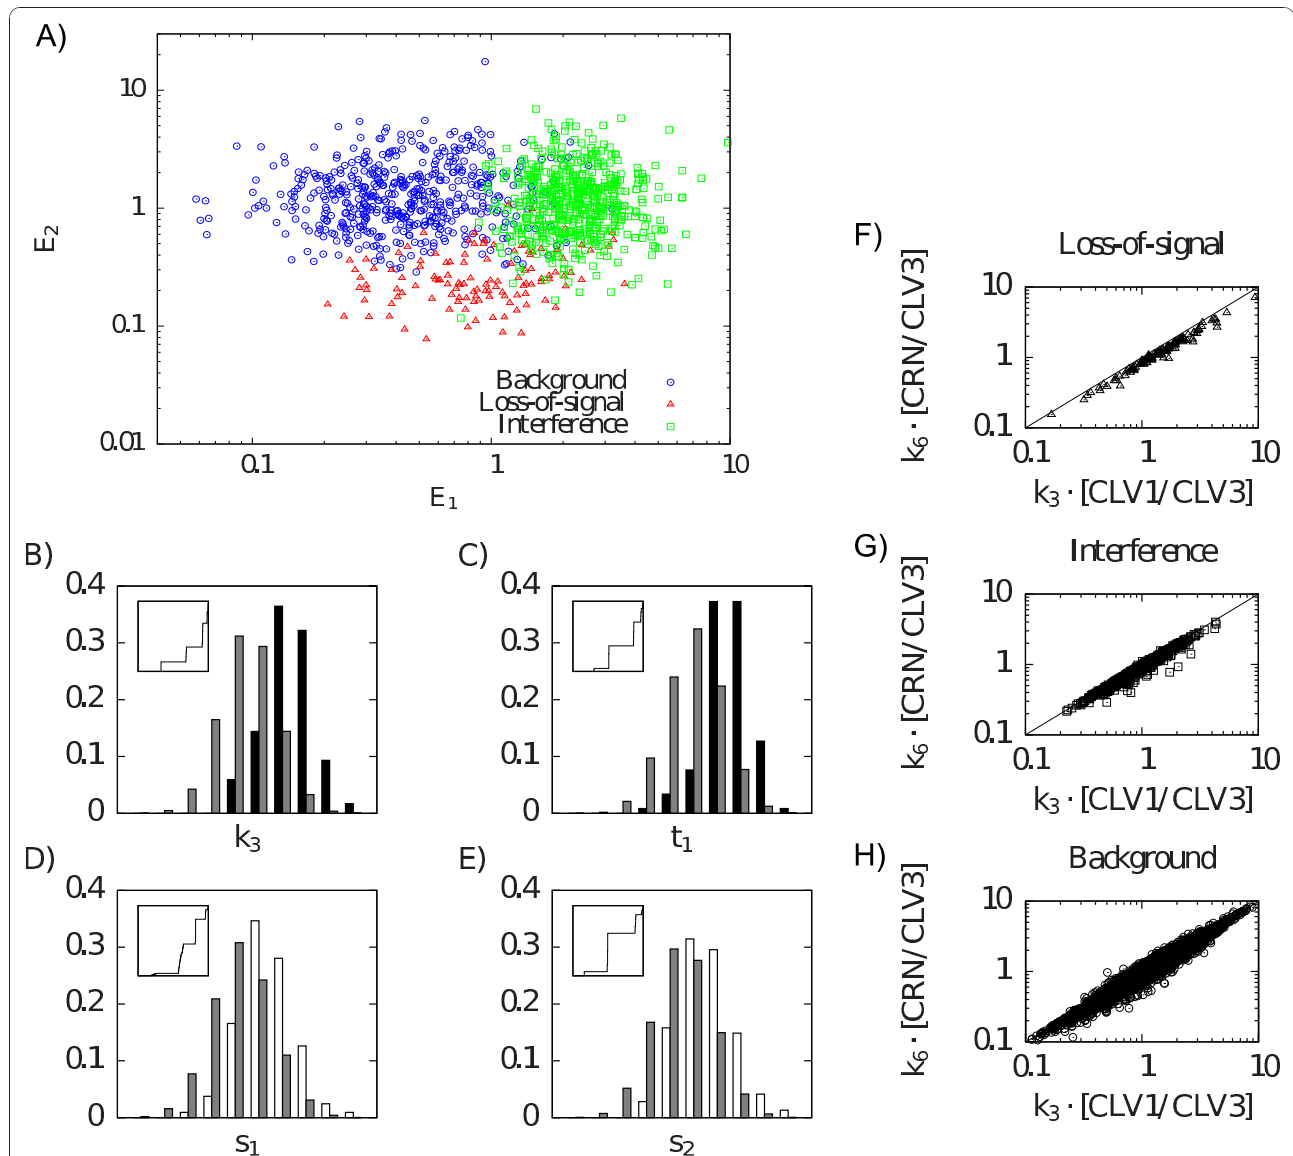 A)
10
1
0.1
0.01
E2
0.1 1 10
E1
Background
Loss-of-signal
Interference
B)
0.4
0.3
0.2
0.1
0
k3
C)
0.4
0.3
0.2
0.1
0
t1
D)
0.4
0.3
0.2
0.1
0
s1
E)
0.4
0.3
0.2
0.1
0
s2
F)
Loss-of-signal
k6 · [CRN/CLV3]
10
1
0.1
0.1 1 10
k3 · [CLV1/CLV3]
G)
Interference
k6 · [CRN/CLV3]
10
1
0.1
0.1 1 10
k3 · [CLV1/CLV3]
H)
Background
k6 · [CRN/CLV3]
10
1
0.1
0.1 1 10
k3 · [CLV1/CLV3]